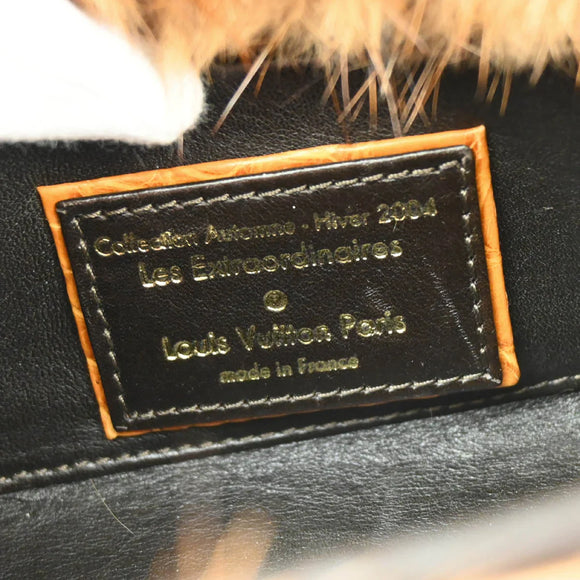 Collection Automne - Hiver 2004
Les Extraordinaires
Louis Vuitton Paris
made in France